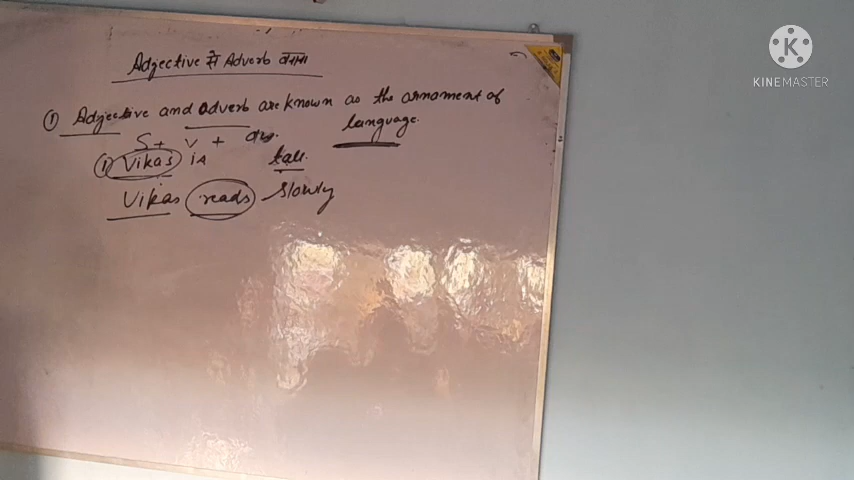 Adjective से Adverb बनाना
① Adjective and adverb are known as the ornament of
language.
S+ V +
① Vikas is tall.
Vikas reads slowly
KINEMASTER